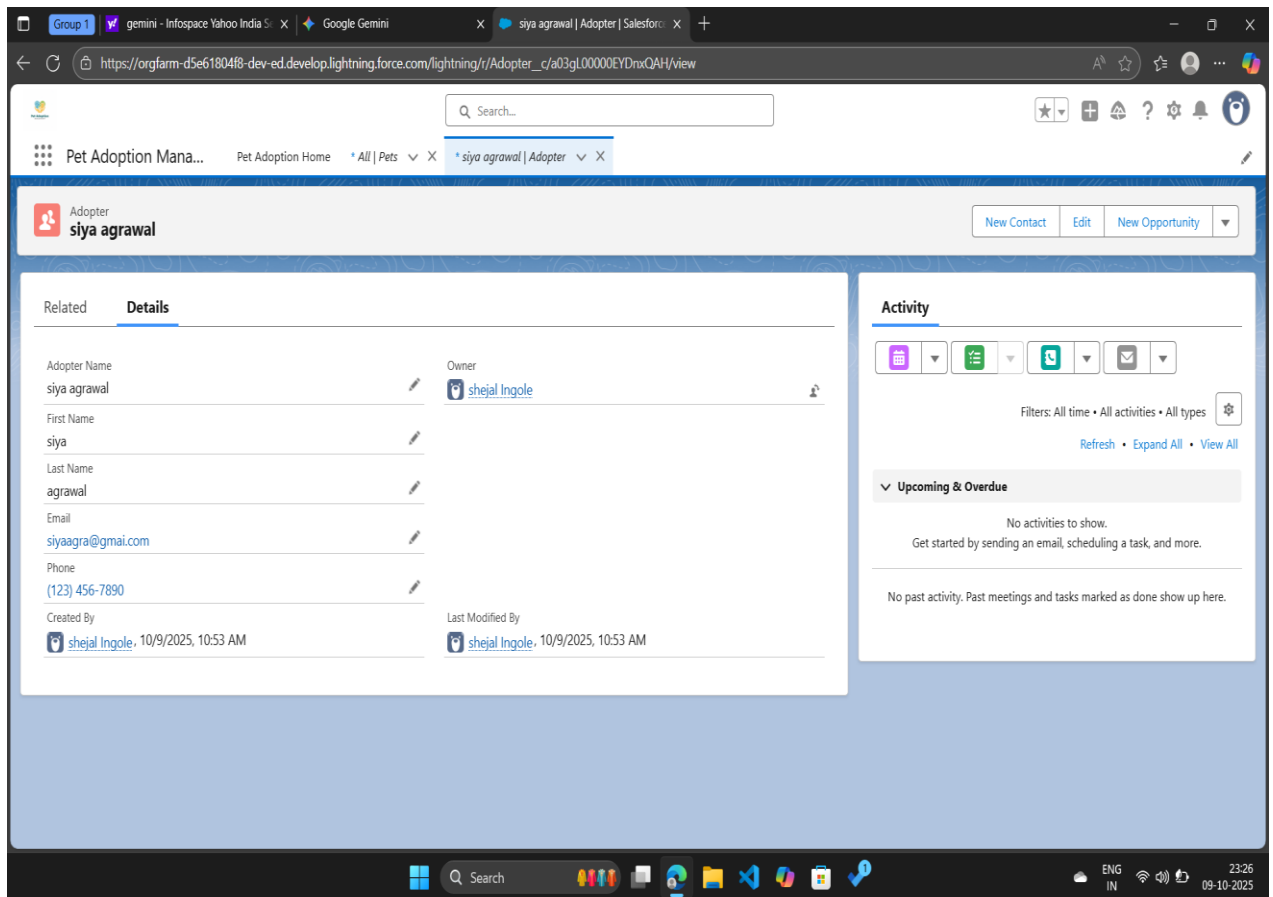 Group 1 gemini - Infospace Yahoo India Se Google Gemini siya agrawal | Adopter | Salesforce
https://orgfarm-d5e61804f8-dev-ed.develop.lightning.force.com/lightning/r/Adopter__c/a03gL00000EYDnxQAH/view
Search...
Pet Adoption Mana... Pet Adoption Home * All | Pets * siya agrawal | Adopter
Adopter
siya agrawal
New Contact Edit New Opportunity
Related Details
Adopter Name
siya agrawal
First Name
siya
Last Name
agrawal
Email
siyaagra@gmai.com
Phone
(123) 456-7890
Created By
shejal Ingole, 10/9/2025, 10:53 AM
Owner
shejal Ingole
Last Modified By
shejal Ingole, 10/9/2025, 10:53 AM
Activity
Filters: All time • All activities • All types
Refresh • Expand All • View All
Upcoming & Overdue
No activities to show.
Get started by sending an email, scheduling a task, and more.
No past activity. Past meetings and tasks marked as done show up here.
Search
1
ENG
IN
23:26
09-10-2025